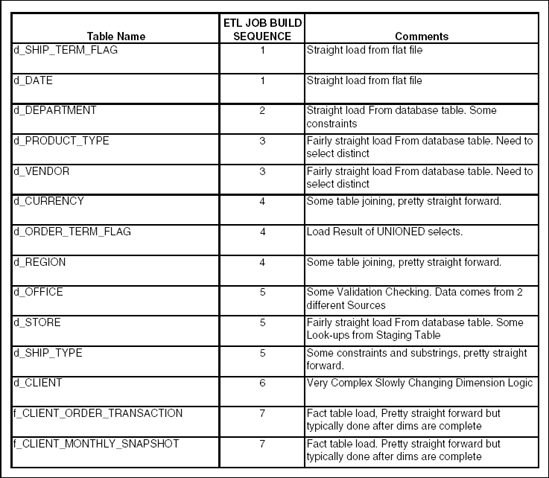 ETL JOB BUILD
Table Name SEQUENCE Comments
d_SHIP_TERM_FLAG 1 Straight load from flat file
d_DATE 1 Straight load from flat file
d_DEPARTMENT 2 Straight load From database table. Some
constraints
d_PRODUCT_TYPE 3 Fairly straight load From database table. Need to
select distinct
d_VENDOR 3 Fairly straight load From database table. Need to
select distinct
d_CURRENCY 4 Some table joining, pretty straight forward.
d_ORDER_TERM_FLAG 4 Load Result of UNIONED selects.
d_REGION 4 Some table joining, pretty straight forward.
d_OFFICE 5 Some Validation Checking. Data comes from 2
different Sources
d_STORE 5 Fairly straight load From database table. Some
Look-ups from Staging Table
d_SHIP_TYPE 5 Some constraints and substrings, pretty straight
forward.
d_CLIENT 6 Very Complex Slowly Changing Dimension Logic
f_CLIENT_ORDER_TRANSACTION 7 Fact table load, Pretty straight forward but
typically done after dims are complete
f_CLIENT_MONTHLY_SNAPSHOT 7 Fact table load. Pretty straight forward but
typically done after dims are complete